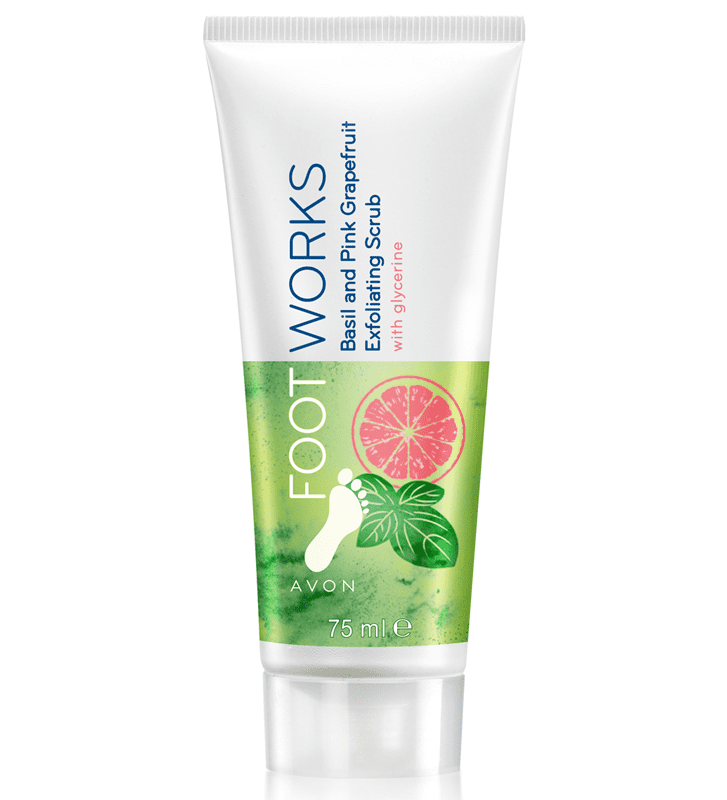 FOOT WORKS
Basil and Pink Grapefruit
Exfoliating Scrub
with glycerine
AVON
75 ml ℮